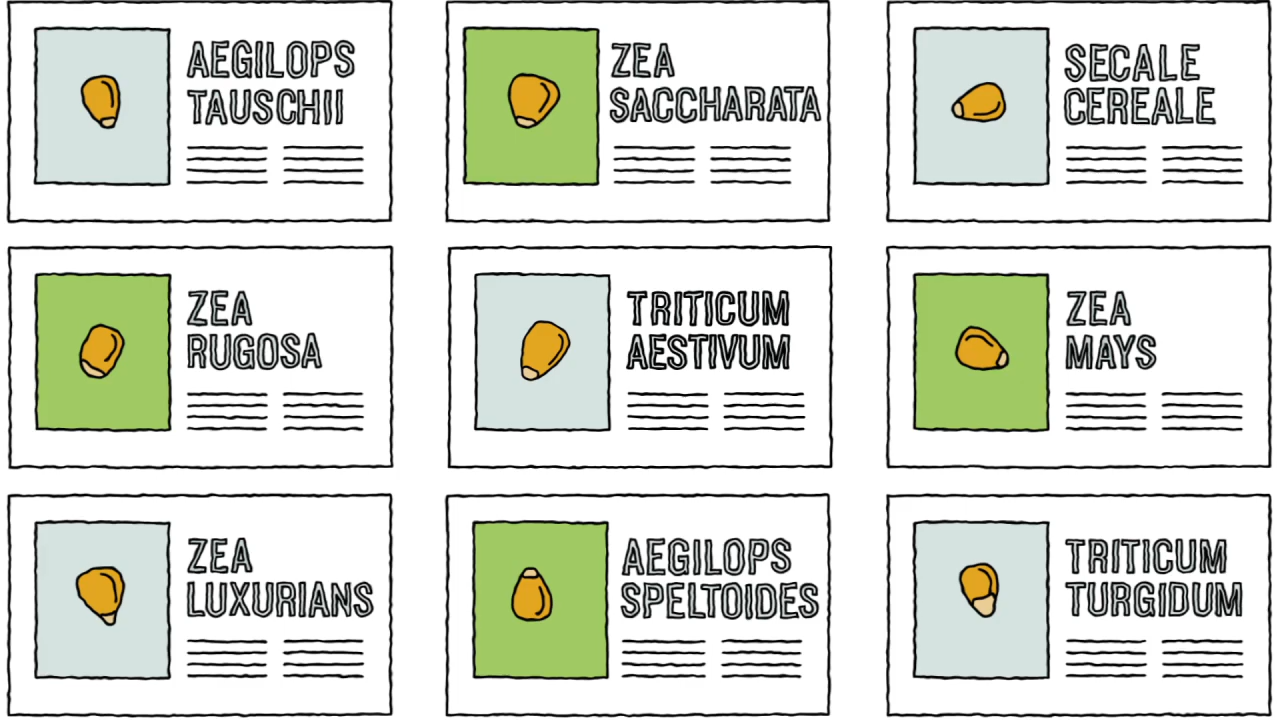 AEGILOPS
TAUSCHII
ZEA
SACCHARATA
SECALE
CEREALE
ZEA
RUGOSA
TRITICUM
AESTIVUM
ZEA
MAYS
ZEA
LUXURIANS
AEGILOPS
SPELTOIDES
TRITICUM
TURGIDUM